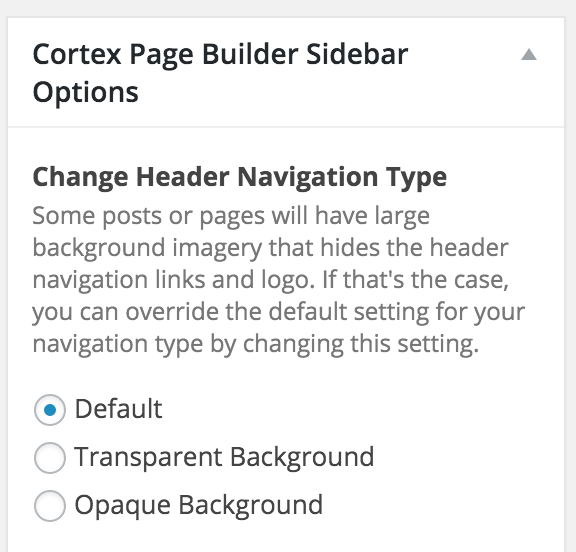 Cortex Page Builder Sidebar
Options
Change Header Navigation Type
Some posts or pages will have large
background imagery that hides the header
navigation links and logo. If that's the case,
you can override the default setting for your
navigation type by changing this setting.
Default
Transparent Background
Opaque Background